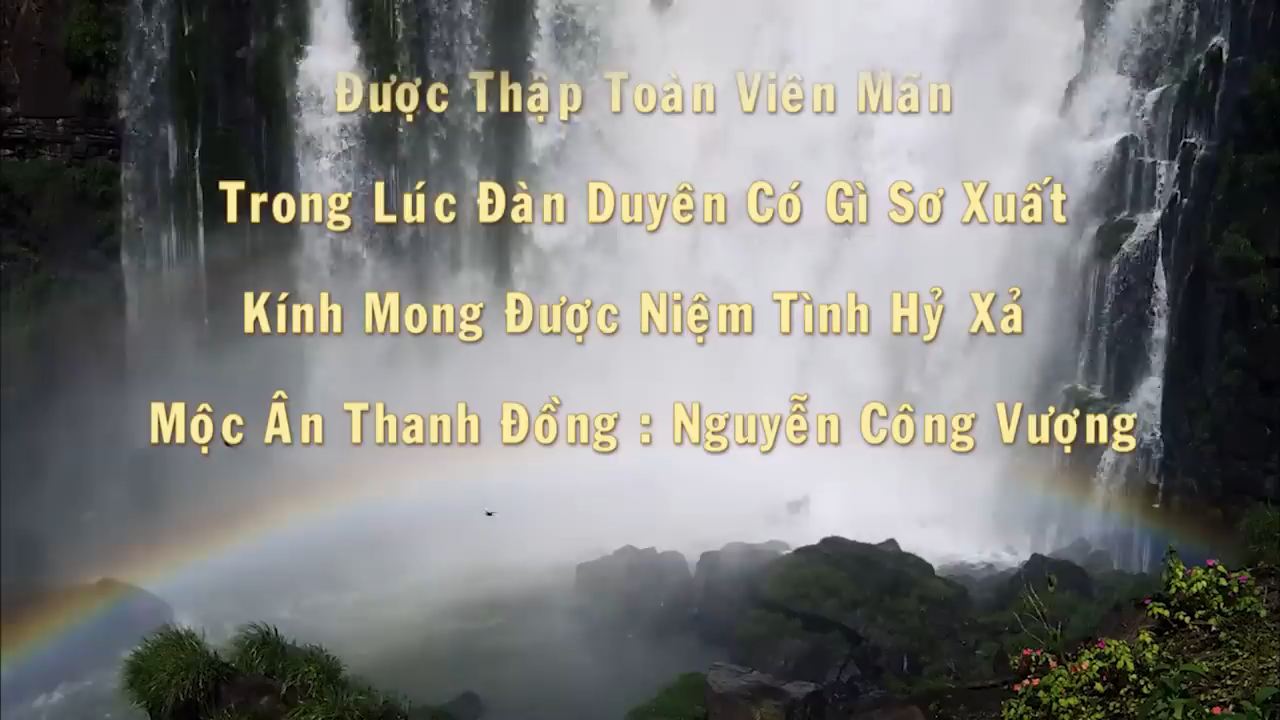 Được Thập Toàn Viên Mãn
Trong Lúc Đàn Duyên Có Gì Sơ Xuất
Kính Mong Được Niệm Tình Hỷ Xả
Mộc Ân Thanh Đồng : Nguyễn Công Vượng